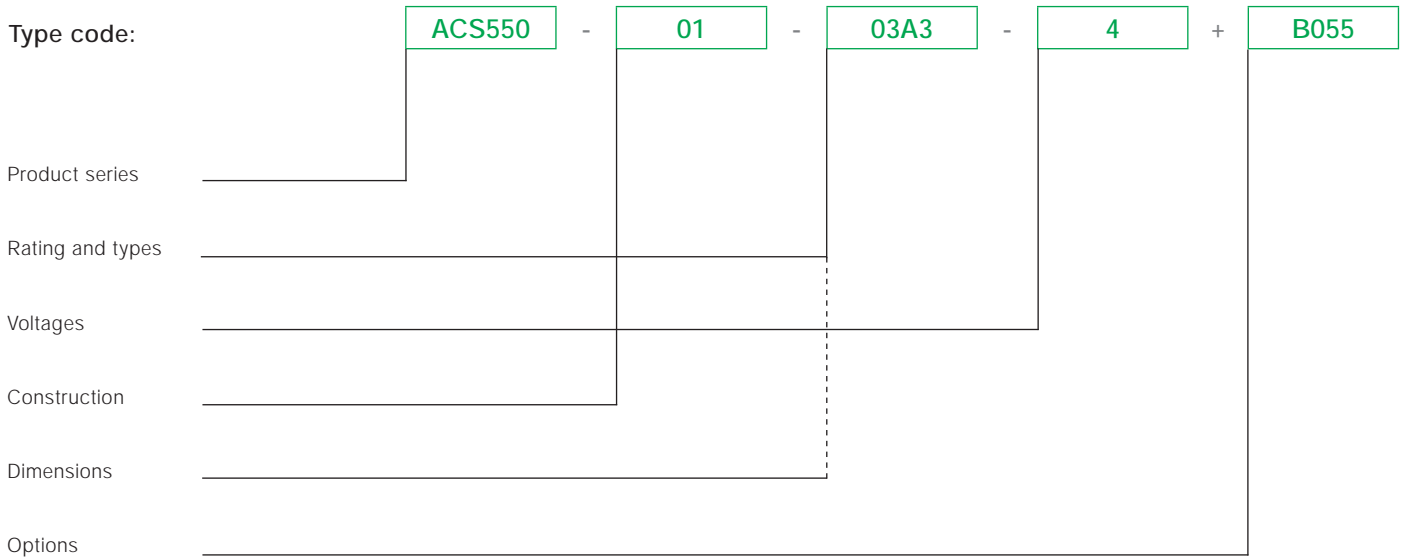 Type code: ACS550 - 01 - 03A3 - 4 + B055
Product series
Rating and types
Voltages
Construction
Dimensions
Options